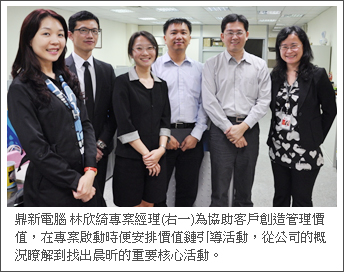 鼎新電腦 林欣綺專案經理(右一)為協助客戶創造管理價
值，在專案啟動時便安排價值鏈引導活動，從公司的概
況瞭解到找出晨昕的重要核心活動。